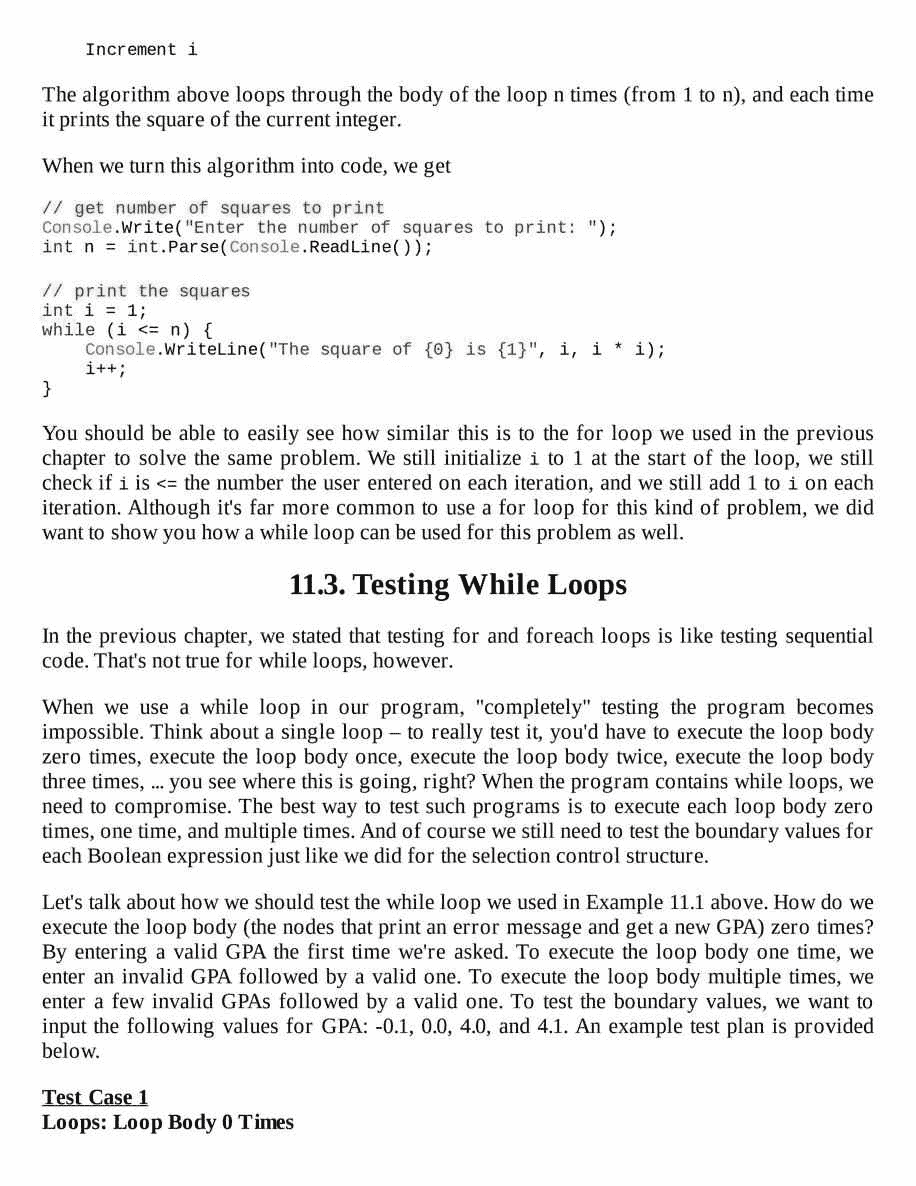 Increment i
The algorithm above loops through the body of the loop n times (from 1 to n), and each time
it prints the square of the current integer.
When we turn this algorithm into code, we get
// get number of squares to print
Console.Write("Enter the number of squares to print: ");
int n = int.Parse(Console.ReadLine());
// print the squares
int i = 1;
while (i <= n) {
    Console.WriteLine("The square of {0} is {1}", i, i * i);
    i++;
}
You should be able to easily see how similar this is to the for loop we used in the previous
chapter to solve the same problem. We still initialize i to 1 at the start of the loop, we still
check if i is <= the number the user entered on each iteration, and we still add 1 to i on each
iteration. Although it's far more common to use a for loop for this kind of problem, we did
want to show you how a while loop can be used for this problem as well.
11.3. Testing While Loops
In the previous chapter, we stated that testing for and foreach loops is like testing sequential
code. That's not true for while loops, however.
When we use a while loop in our program, "completely" testing the program becomes
impossible. Think about a single loop – to really test it, you'd have to execute the loop body
zero times, execute the loop body once, execute the loop body twice, execute the loop body
three times, ... you see where this is going, right? When the program contains while loops, we
need to compromise. The best way to test such programs is to execute each loop body zero
times, one time, and multiple times. And of course we still need to test the boundary values for
each Boolean expression just like we did for the selection control structure.
Let's talk about how we should test the while loop we used in Example 11.1 above. How do we
execute the loop body (the nodes that print an error message and get a new GPA) zero times?
By entering a valid GPA the first time we're asked. To execute the loop body one time, we
enter an invalid GPA followed by a valid one. To execute the loop body multiple times, we
enter a few invalid GPAs followed by a valid one. To test the boundary values, we want to
input the following values for GPA: -0.1, 0.0, 4.0, and 4.1. An example test plan is provided
below.
Test Case 1
Loops: Loop Body 0 Times